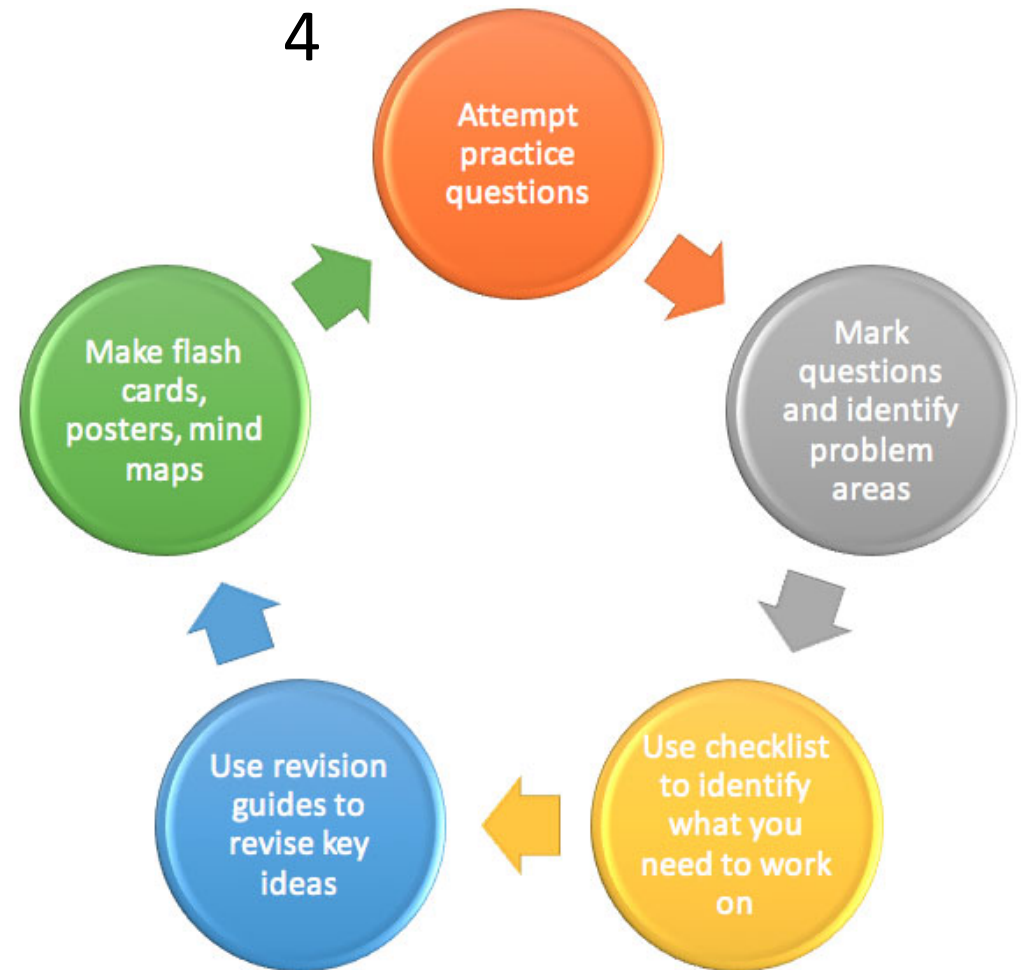 4
Attempt
practice
questions
Mark
questions
and identify
problem
areas
Use checklist
to identify
what you
need to work
on
Use revision
guides to
revise key
ideas
Make flash
cards,
posters, mind
maps